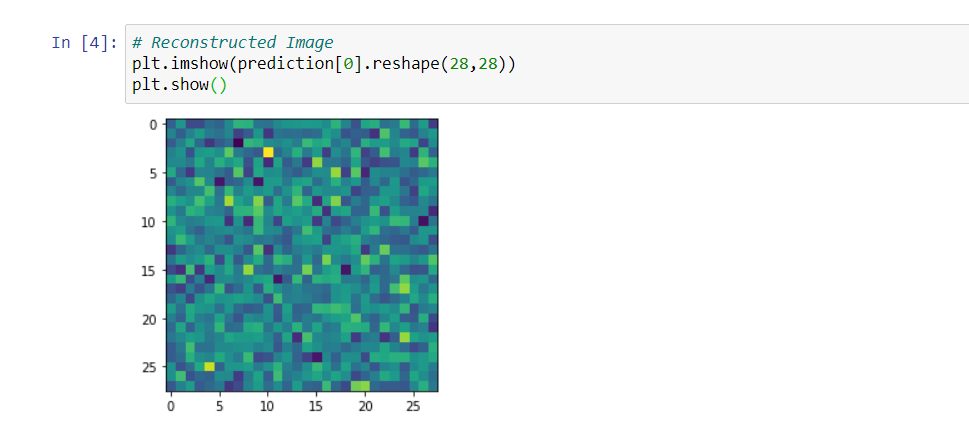 In [4]: # Reconstructed Image
plt.imshow(prediction[0].reshape(28,28))
plt.show()
0
5
10
15
20
25
0 5 10 15 20 25